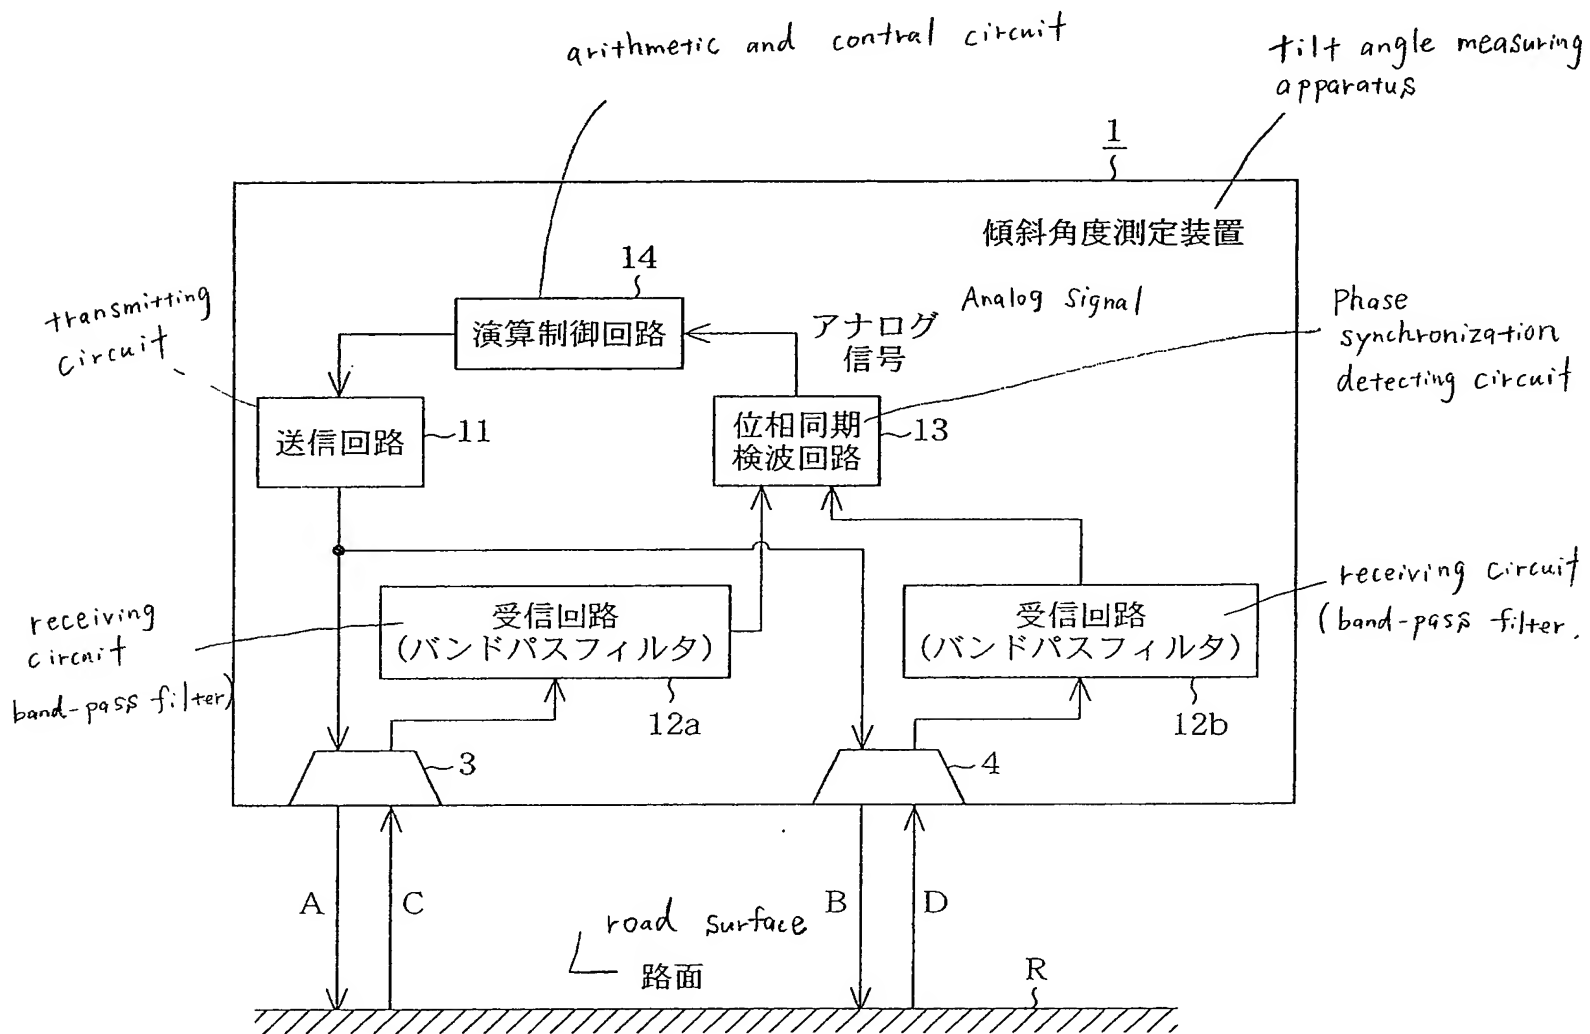 arithmetic and contral circuit
tilt angle measuring
apparatus
1
傾斜角度測定装置
14
transmitting
circuit
演算制御回路
アナログ
信号
Analog signal
Phase
synchronization
detecting circuit
送信回路
11
位相同期
検波回路
13
receiving
circuit
band-pass filter)
受信回路
(バンドパスフィルタ)
12a
受信回路
(バンドパスフィルタ)
12b
receiving circuit
(band-pass filter.
3
4
A
C
B
D
road surface
路面
R